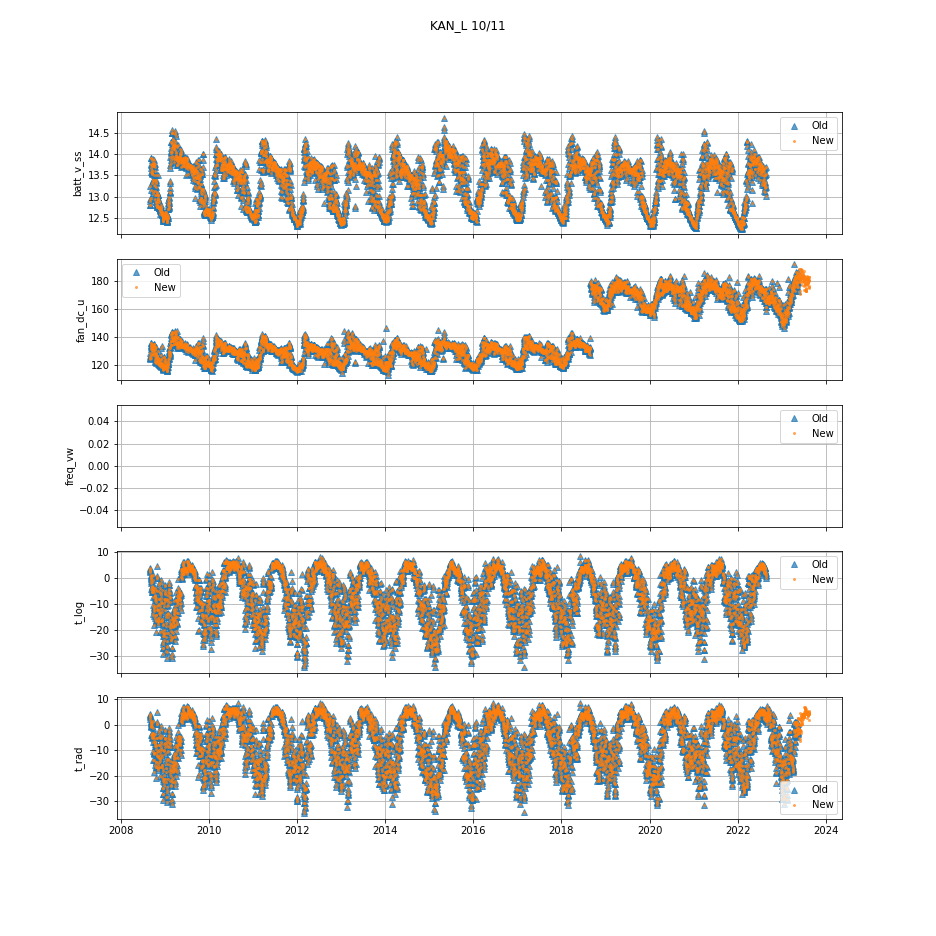 KAN_L 10/11
batt_v_ss
14.5
14.0
13.5
13.0
12.5
Old
New
fan_dc_u
180
160
140
120
Old
New
freq_vw
0.04
0.02
0.00
−0.02
−0.04
Old
New
t_log
10
0
−10
−20
−30
Old
New
t_rad
10
0
−10
−20
−30
Old
New
2008 2010 2012 2014 2016 2018 2020 2022 2024